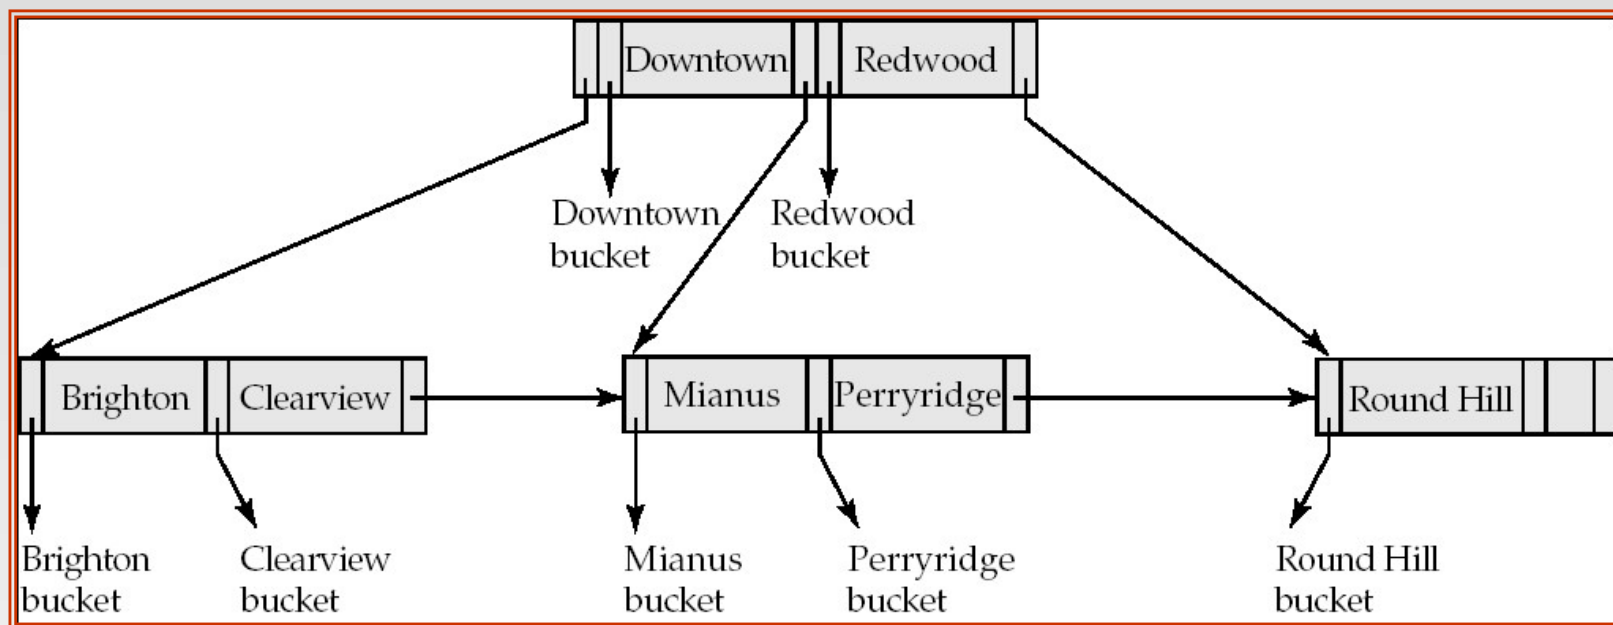 Downtown Redwood
Downtown bucket
Redwood bucket
Brighton Clearview Mianus Perryridge Round Hill
Brighton bucket
Clearview bucket
Mianus bucket
Perryridge bucket
Round Hill bucket